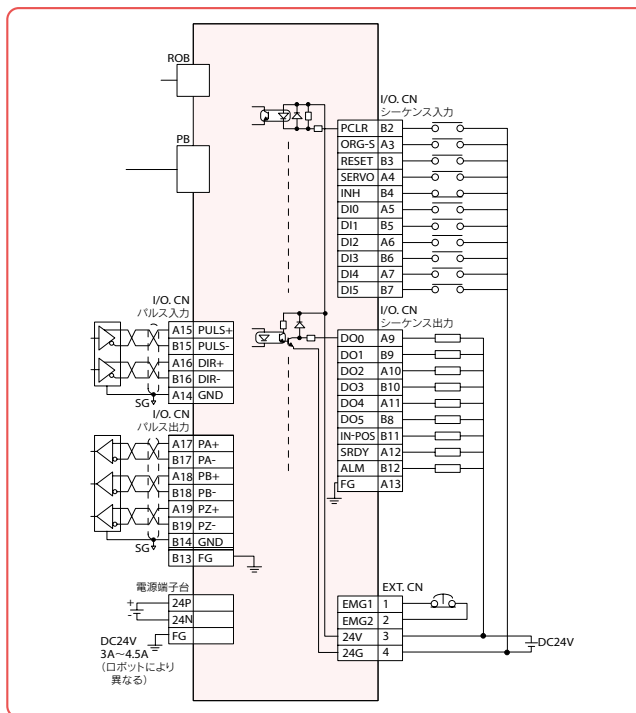 ROB
PB
I/O. CN
シーケンス入力
PCLR B2
ORG-S A3
RESET B3
SERVO A4
INH B4
DI0 A5
DI1 B5
DI2 A6
DI3 B6
DI4 A7
DI5 B7
I/O. CN
パルス入力
A15 PULS+
B15 PULS-
A16 DIR+
B16 DIR-
A14 GND
SG
I/O. CN
シーケンス出力
DO0 A9
DO1 B9
DO2 A10
DO3 B10
DO4 A11
DO5 B8
IN-POS B11
SRDY A12
ALM B12
FG A13
I/O. CN
パルス出力
A17 PA+
B17 PA-
A18 PB+
B18 PB-
A19 PZ+
B19 PZ-
B14 GND
SG
B13 FG
電源端子台
+ 24P
- 24N
FG
DC24V
3A～4.5A
（ロボットにより
異なる）
EXT. CN
EMG1 1
EMG2 2
24V 3
24G 4
DC24V